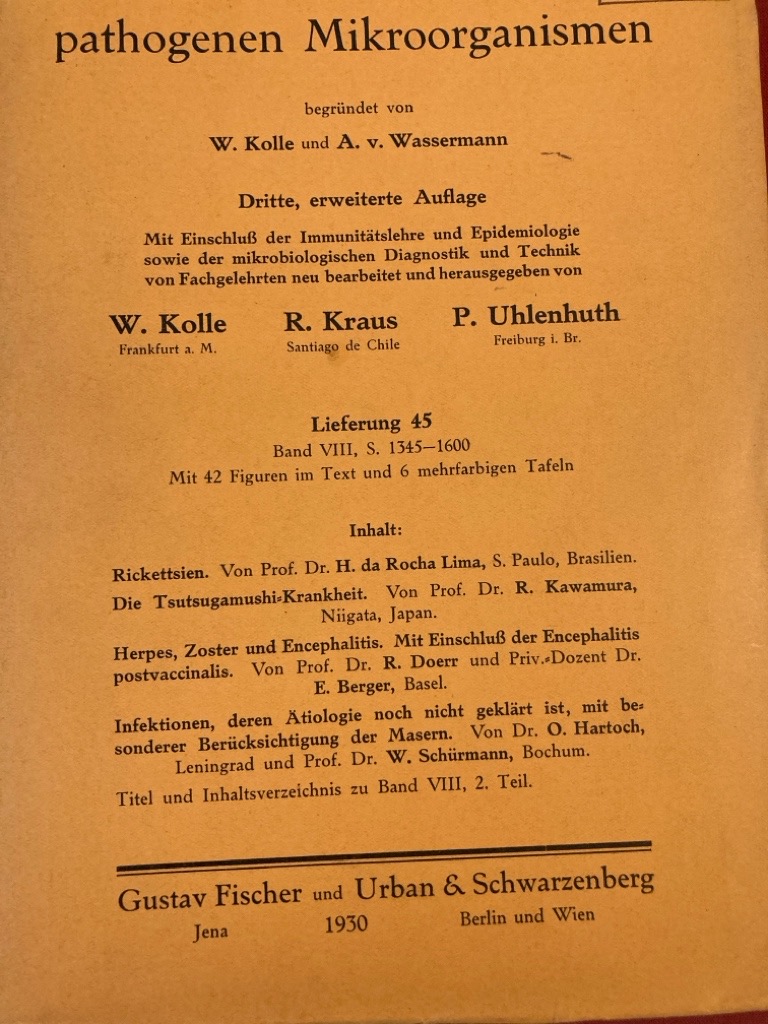 pathogenen Mikroorganismen
begründet von
W. Kolle und A. v. Wassermann
Dritte, erweiterte Auflage
Mit Einschluß der Immunitätslehre und Epidemiologie
sowie der mikrobiologischen Diagnostik und Technik
von Fachgelehrten neu bearbeitet und herausgegeben von
W. Kolle R. Kraus P. Uhlenhuth
Frankfurt a. M. Santiago de Chile Freiburg i. Br.
Lieferung 45
Band VIII, S. 1345—1600
Mit 42 Figuren im Text und 6 mehrfarbigen Tafeln
Inhalt:
Rickettsien. Von Prof. Dr. H. da Rocha Lima, S. Paulo, Brasilien.
Die Tsutsugamushi-Krankheit. Von Prof. Dr. R. Kawamura,
Niigata, Japan.
Herpes, Zoster und Encephalitis. Mit Einschluß der Encephalitis
postvaccinalis. Von Prof. Dr. R. Doerr und Priv.-Dozent Dr.
E. Berger, Basel.
Infektionen, deren Ätiologie noch nicht geklärt ist, mit be-
sonderer Berücksichtigung der Masern. Von Dr. O. Hartoch,
Leningrad und Prof. Dr. W. Schürmann, Bochum.
Titel und Inhaltsverzeichnis zu Band VIII, 2. Teil.
Gustav Fischer und Urban & Schwarzenberg
Jena 1930 Berlin und Wien